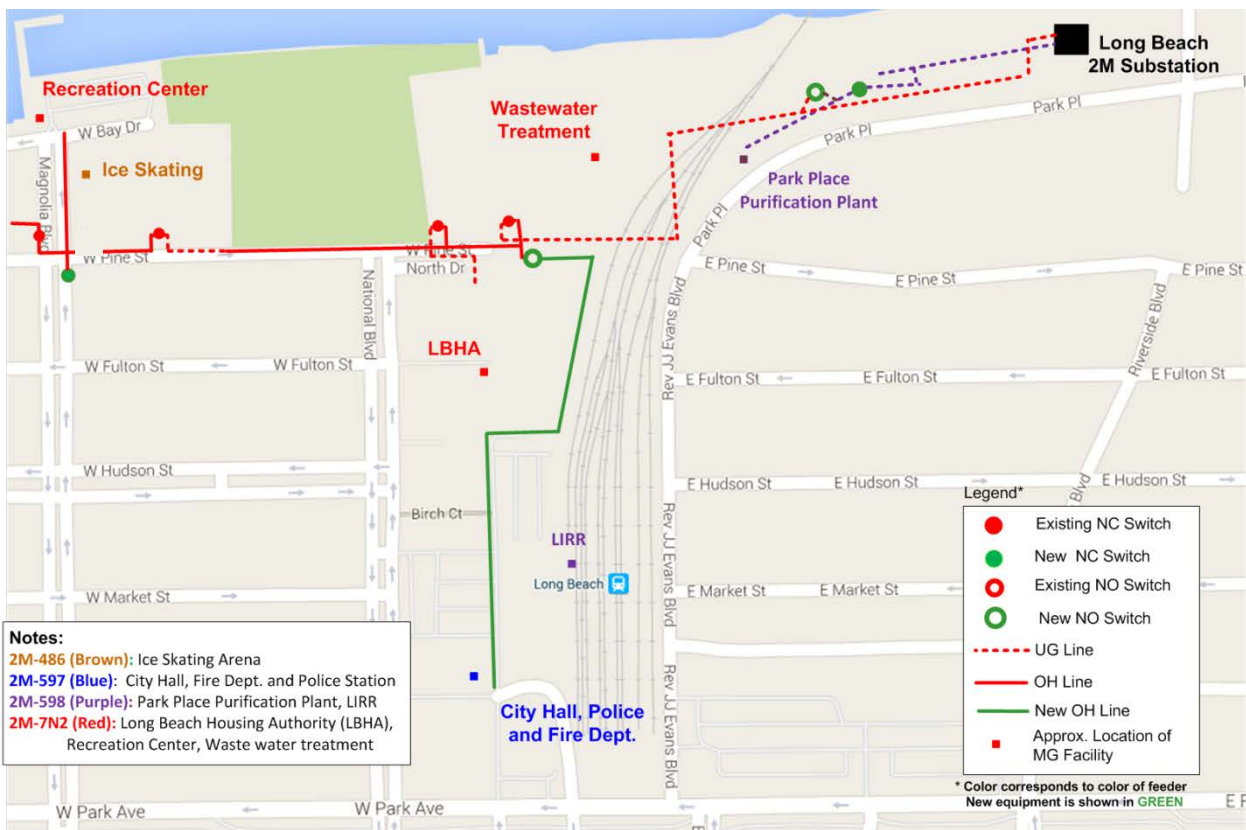 Long Beach
2M Substation
Recreation Center
Wastewater
Treatment
Park Pl
Park Pl
W Bay Dr
Ice Skating
Park Place
Purification Plant
Magnolia Blvd
Park Pl
W Pine St
W Pine St
North Dr
E Pine St
E Pine St
E Pine St
National Blvd
Rev JJ Evans Blvd
Riverside Blvd
LBHA
W Fulton St
W Fulton St
E Fulton St
E Fulton St
E Fulton St
W Hudson St
W Hudson St
E Hudson St
E Hudson St
E Hudson St
Blvd
Birch Ct
LIRR
Rev JJ Evans Blvd
Long Beach
W Market St
W Market St
E Market St
E Market St
Rev JJ Evans Blvd
City Hall, Police
and Fire Dept.
W Park Ave
W Park Ave
E P
Legend*
Existing NC Switch
New NC Switch
Existing NO Switch
New NO Switch
UG Line
OH Line
New OH Line
Approx. Location of
MG Facility
* Color corresponds to color of feeder
New equipment is shown in GREEN
Notes:
2M-486 (Brown): Ice Skating Arena
2M-597 (Blue): City Hall, Fire Dept. and Police Station
2M-598 (Purple): Park Place Purification Plant, LIRR
2M-7N2 (Red): Long Beach Housing Authority (LBHA),
Recreation Center, Waste water treatment